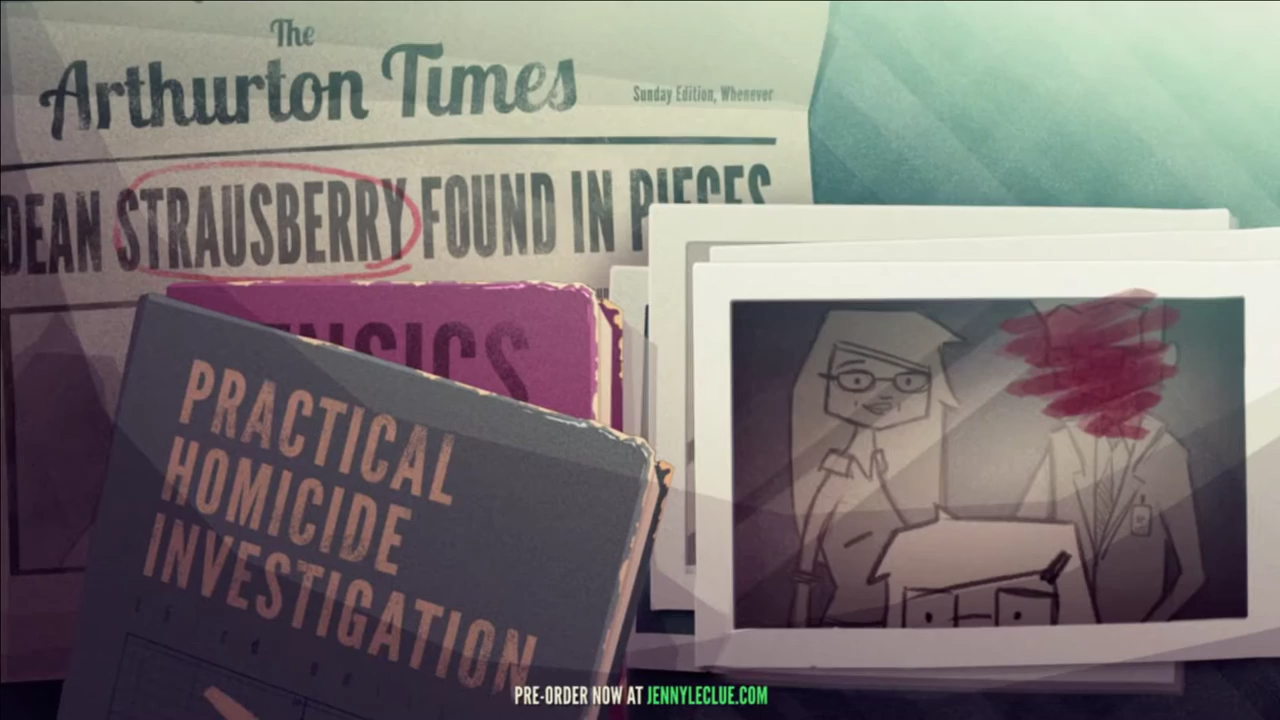 The
Arthurton Times
Sunday Edition, Whenever
DEAN STRAUSBERRY FOUND IN PIECES
PRACTICAL
HOMICIDE
INVESTIGATION
PRE-ORDER NOW AT JENNYLECLUE.COM